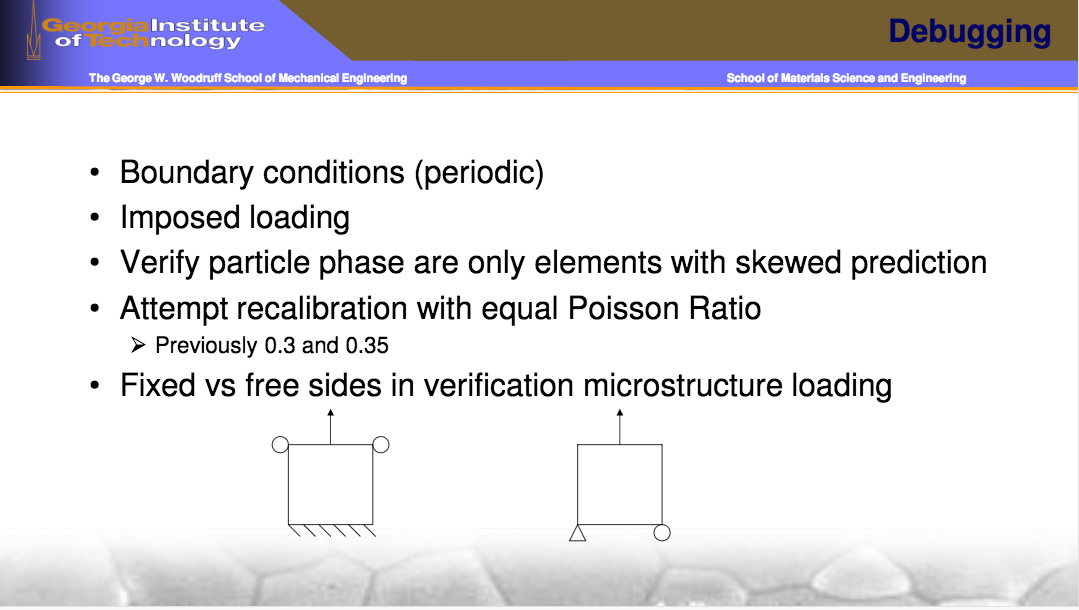 Georgia Institute
of Technology
Debugging
The George W. Woodruff School of Mechanical Engineering
School of Materials Science and Engineering
• Boundary conditions (periodic)
• Imposed loading
• Verify particle phase are only elements with skewed prediction
• Attempt recalibration with equal Poisson Ratio
➢ Previously 0.3 and 0.35
• Fixed vs free sides in verification microstructure loading